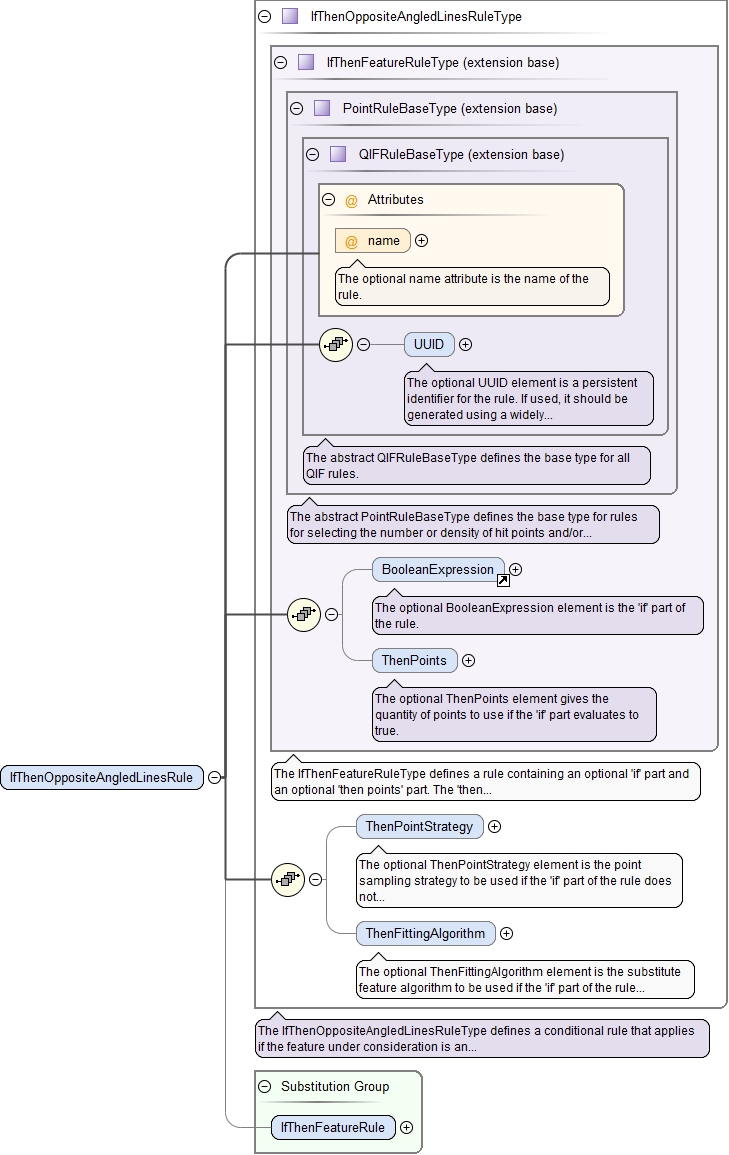 IfThenOppositeAngledLinesRuleType
IfThenFeatureRuleType (extension base)
PointRuleBaseType (extension base)
QIFRuleBaseType (extension base)
@ Attributes
@ name
The optional name attribute is the name of the
rule.
UUID
The optional UUID element is a persistent
identifier for the rule. If used, it should be
generated using a widely...
The abstract QIFRuleBaseType defines the base type for all
QIF rules.
The abstract PointRuleBaseType defines the base type for rules
for selecting the number or density of hit points and/or...
BooleanExpression
The optional BooleanExpression element is the 'if' part of
the rule.
ThenPoints
The optional ThenPoints element gives the
quantity of points to use if the 'if' part evaluates to
true.
IfThenOppositeAngledLinesRule
The IfThenFeatureRuleType defines a rule containing an optional 'if' part and
an optional 'then points' part. The 'then...
ThenPointStrategy
The optional ThenPointStrategy element is the point
sampling strategy to be used if the 'if' part of the rule does
not...
ThenFittingAlgorithm
The optional ThenFittingAlgorithm element is the substitute
feature algorithm to be used if the 'if' part of the rule...
The IfThenOppositeAngledLinesRuleType defines a conditional rule that applies
if the feature under consideration is an...
Substitution Group
IfThenFeatureRule